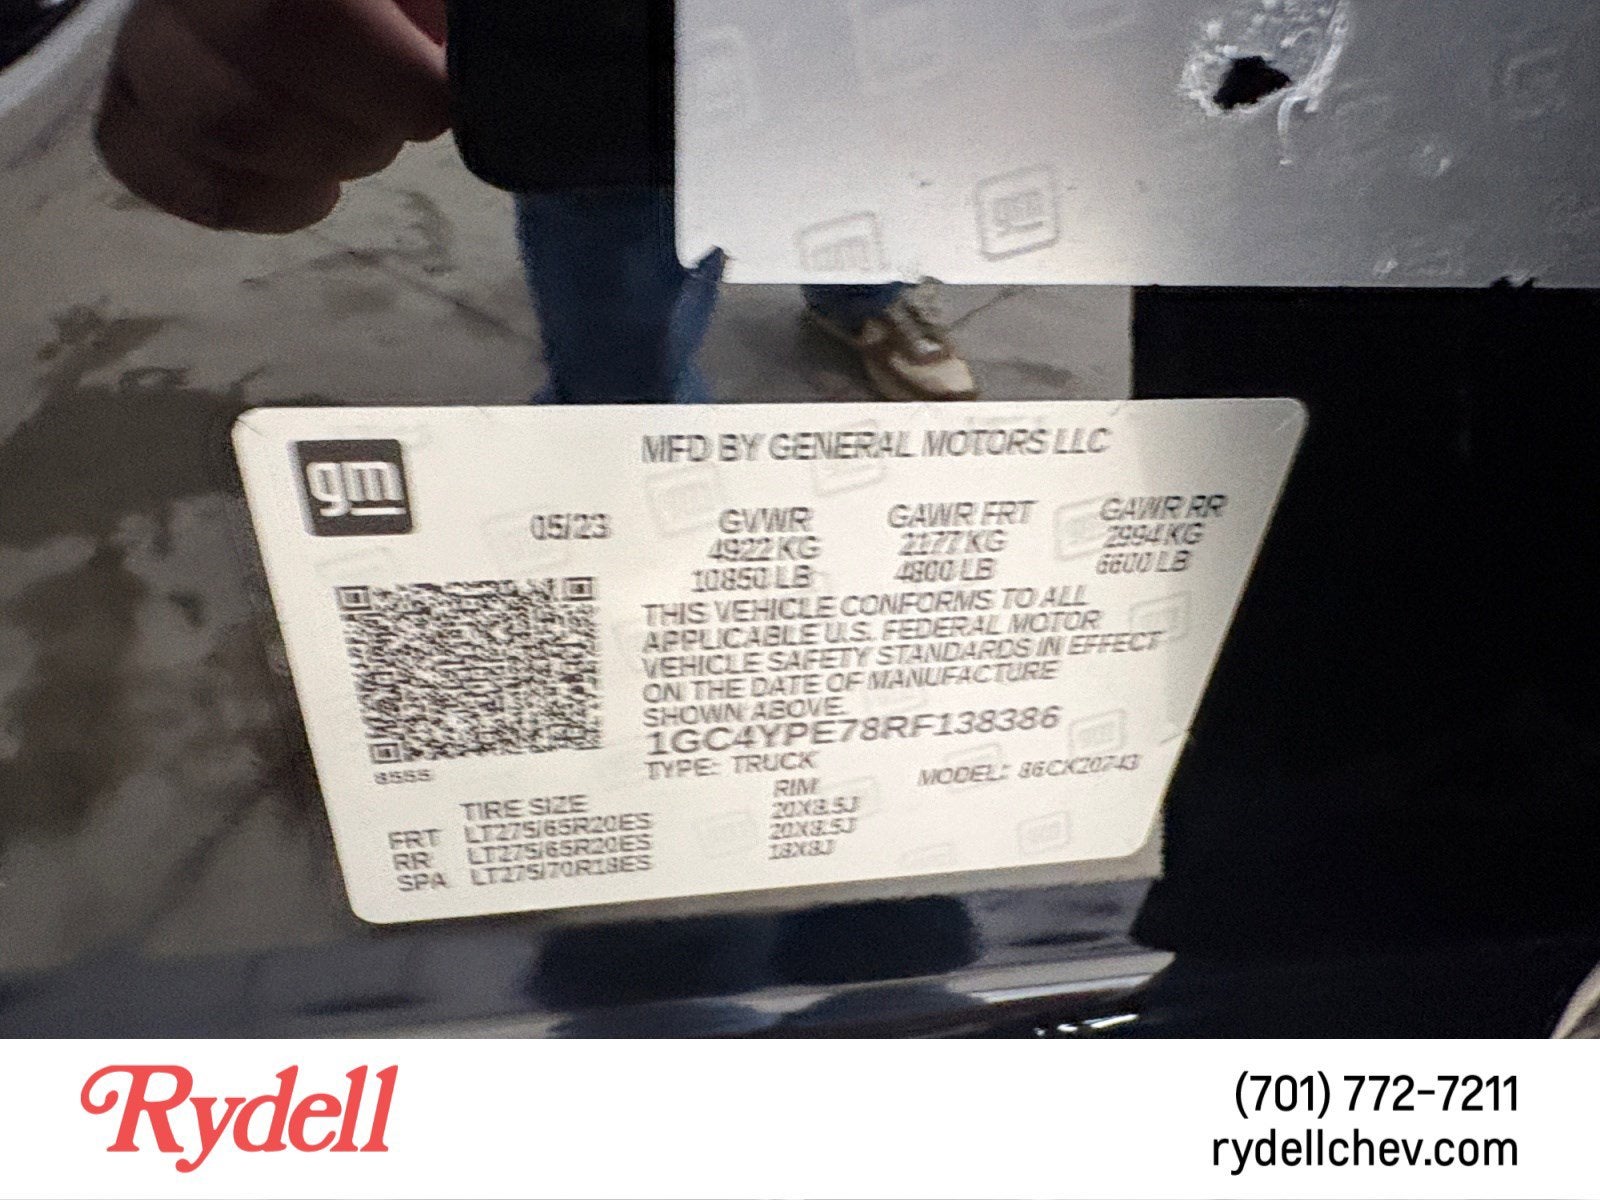 gm
MFD BY GENERAL MOTORS LLC
05/23
GVWR GAWR FRT GAWR RR
4922 KG 2177 KG 2994 KG
10850 LB 4800 LB 6600 LB
THIS VEHICLE CONFORMS TO ALL
APPLICABLE U.S. FEDERAL MOTOR
VEHICLE SAFETY STANDARDS IN EFFECT
ON THE DATE OF MANUFACTURE
SHOWN ABOVE.
1GC4YPE78RF138386
TYPE: TRUCK MODEL:
8555
TIRE SIZE RIM
FRT LT275/65R20ES 20X8.5J
RR LT275/65R20ES 20X8.5J
SPA LT275/70R18ES 18X8J
Rydell
(701) 772-7211
rydellchev.com